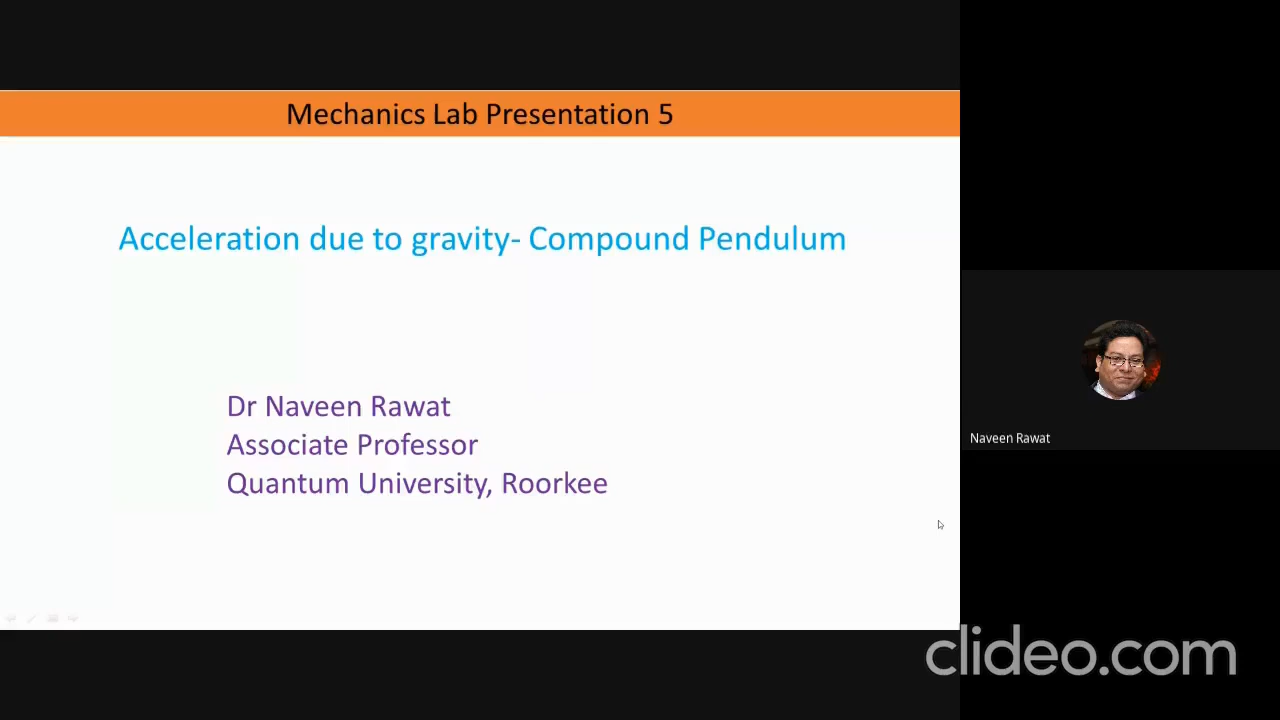 Mechanics Lab Presentation 5
Acceleration due to gravity- Compound Pendulum
Dr Naveen Rawat
Associate Professor
Quantum University, Roorkee
Naveen Rawat
clideo.com